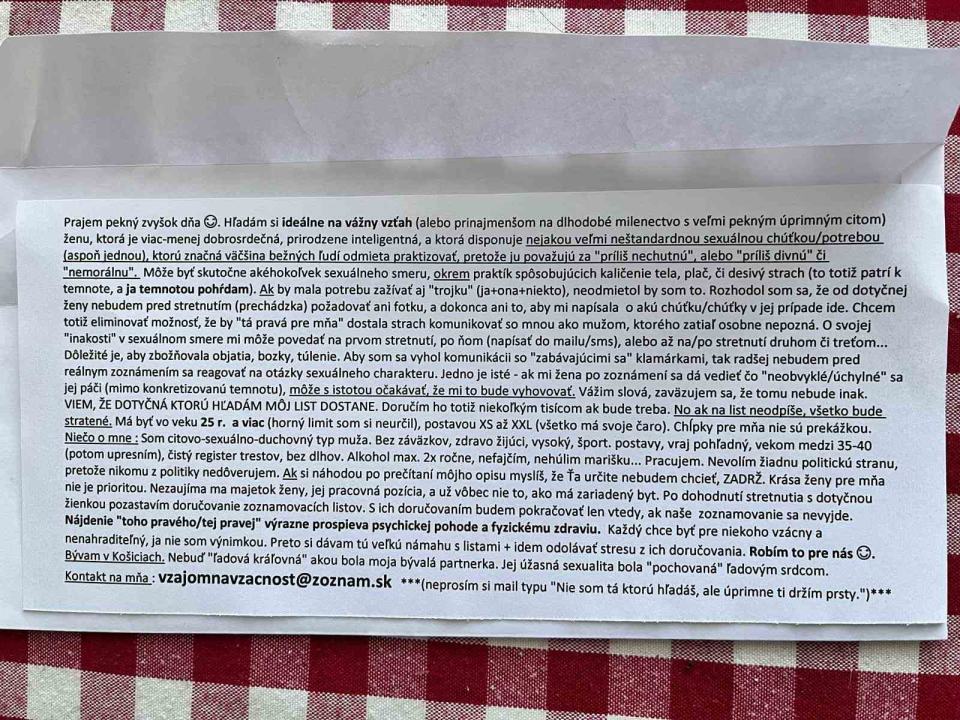 Prajem pekný zvyšok dňa ☺. Hľadám si ideálne na vážny vzťah (alebo prinajmenšom na dlhodobé milenectvo s veľmi pekným úprimným citom)
ženu, ktorá je viac-menej dobrosrdečná, prirodzene inteligentná, a ktorá disponuje nejakou veľmi neštandardnou sexuálnou chúťkou/potrebou
(aspoň jednou), ktorú značná väčšina bežných ľudí odmieta praktizovať, pretože ju považujú za "príliš nechutnú", alebo "príliš divnú" či
"nemorálnu". Môže byť skutočne akéhokoľvek sexuálneho smeru, okrem praktík spôsobujúcich kaličenie tela, plač, či desivý strach (to totiž patrí k
temnote, a ja temnotou pohŕdam). Ak by mala potrebu zažívať aj "trojku" (ja+ona+niekto), neodmietol by som to. Rozhodol som sa, že od dotyčnej
ženy nebudem pred stretnutím (prechádzka) požadovať ani fotku, a dokonca ani to, aby mi napísala o akú chúťku/chúťky v jej prípade ide. Chcem
totiž eliminovať možnosť, že by "tá pravá pre mňa" dostala strach komunikovať so mnou ako mužom, ktorého zatiaľ osobne nepozná. O svojej
"inakosti" v sexuálnom smere mi môže povedať na prvom stretnutí, po ňom (napísať do mailu/sms), alebo až na/po stretnutí druhom či treťom...
Dôležité je, aby zbožňovala objatia, bozky, túlenie. Aby som sa vyhol komunikácii so "zabávajúcimi sa" klamárkami, tak radšej nebudem pred
reálnym zoznámením sa reagovať na otázky sexuálneho charakteru. Jedno je isté - ak mi žena po zoznámení sa dá vedieť čo "neobvyklé/úchylné" sa
jej páči (mimo konkretizovanú temnotu), môže s istotou očakávať, že mi to bude vyhovovať. Vážim slová, zaväzujem sa, že tomu nebude inak.
VIEM, ŽE DOTYČNÁ KTORÚ HĽADÁM MÔJ LIST DOSTANE. Doručím ho totiž niekoľkým tisícom ak bude treba. No ak na list neodpíše, všetko bude
stratené. Má byť vo veku 25 r. a viac (horný limit som si neurčil), postavou XS až XXL (všetko má svoje čaro). Chĺpky pre mňa nie sú prekážkou.
Niečo o mne : Som citovo-sexuálno-duchovný typ muža. Bez záväzkov, zdravo žijúci, vysoký, šport. postavy, vraj pohľadný, vekom medzi 35-40
(potom upresním), čistý register trestov, bez dlhov. Alkohol max. 2x ročne, nefajčím, nehúlim marišku... Pracujem. Nevolím žiadnu politickú stranu,
pretože nikomu z politiky nedôverujem. Ak si náhodou po prečítaní môjho opisu myslíš, že Ťa určite nebudem chcieť, ZADRŽ. Krása ženy pre mňa
nie je prioritou. Nezaujíma ma majetok ženy, jej pracovná pozícia, a už vôbec nie to, ako má zariadený byt. Po dohodnutí stretnutia s dotyčnou
žienkou pozastavím doručovanie zoznamovacích listov. S ich doručovaním budem pokračovať len vtedy, ak naše zoznamovanie sa nevyjde.
Nájdenie "toho pravého/tej pravej" výrazne prospieva psychickej pohode a fyzickému zdraviu. Každý chce byť pre niekoho vzácny a
nenahraditeľný, ja nie som výnimkou. Preto si dávam tú veľkú námahu s listami + idem odolávať stresu z ich doručovania. Robím to pre nás ☺.
Bývam v Košiciach. Nebuď "ľadová kráľovná" akou bola moja bývalá partnerka. Jej úžasná sexualita bola "pochovaná" ľadovým srdcom.
Kontakt na mňa : vzajomnavzacnost@zoznam.sk ***(neprosím si mail typu "Nie som tá ktorú hľadáš, ale úprimne ti držím prsty.")***